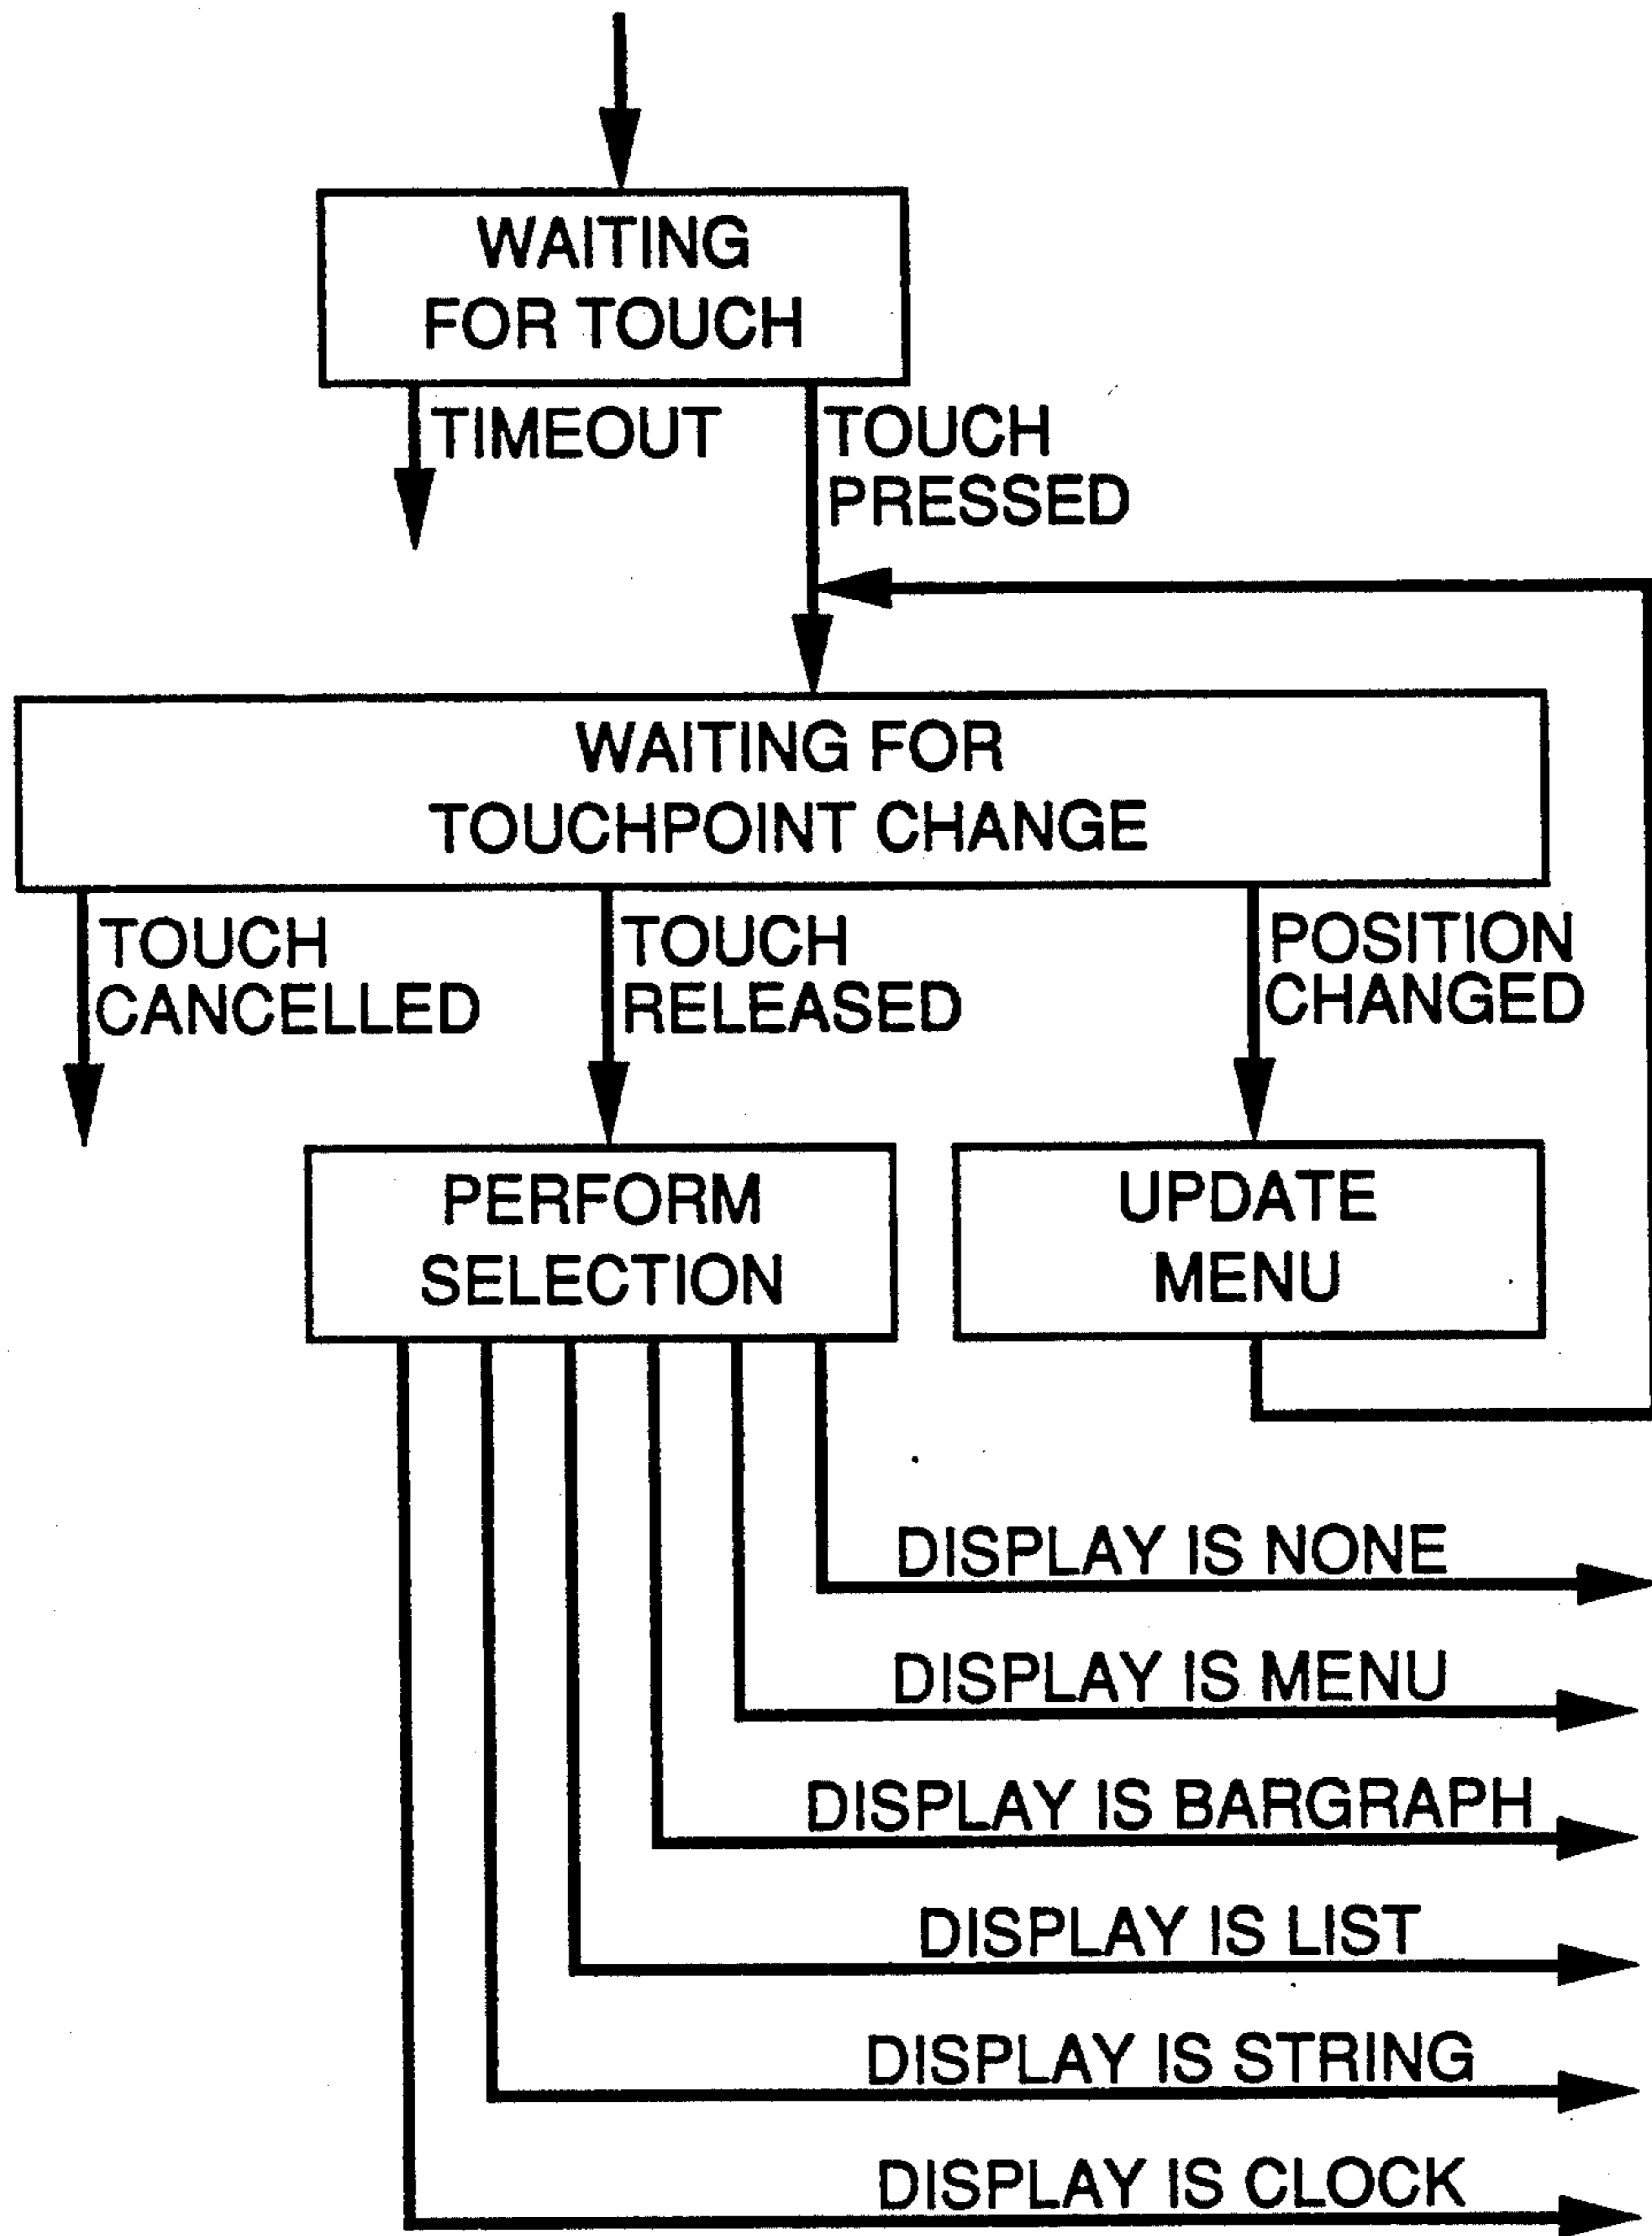 WAITING
FOR TOUCH
TIMEOUT
TOUCH
PRESSED
WAITING FOR
TOUCHPOINT CHANGE
TOUCH
CANCELLED
TOUCH
RELEASED
POSITION
CHANGED
PERFORM
SELECTION
UPDATE
MENU
DISPLAY IS NONE
DISPLAY IS MENU
DISPLAY IS BARGRAPH
DISPLAY IS LIST
DISPLAY IS STRING
DISPLAY IS CLOCK